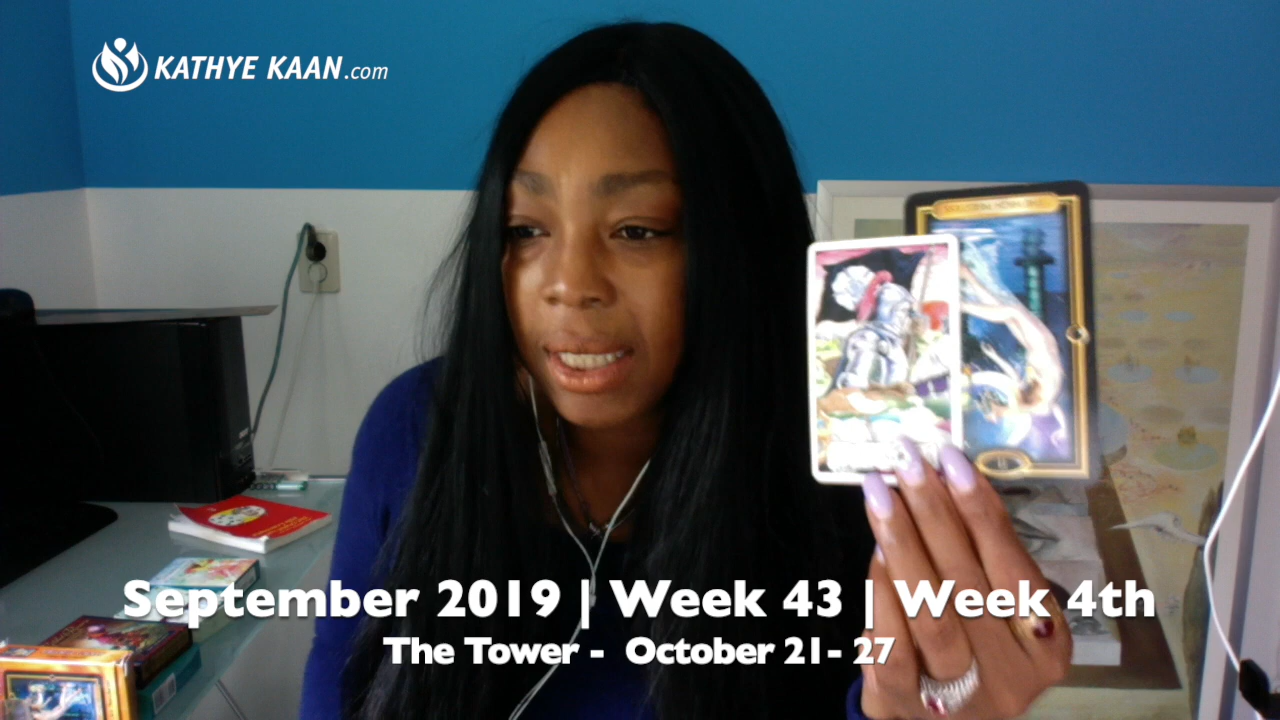 KATHYE KAAN.com
September 2019 | Week 43 | Week 4th
The Tower - October 21- 27